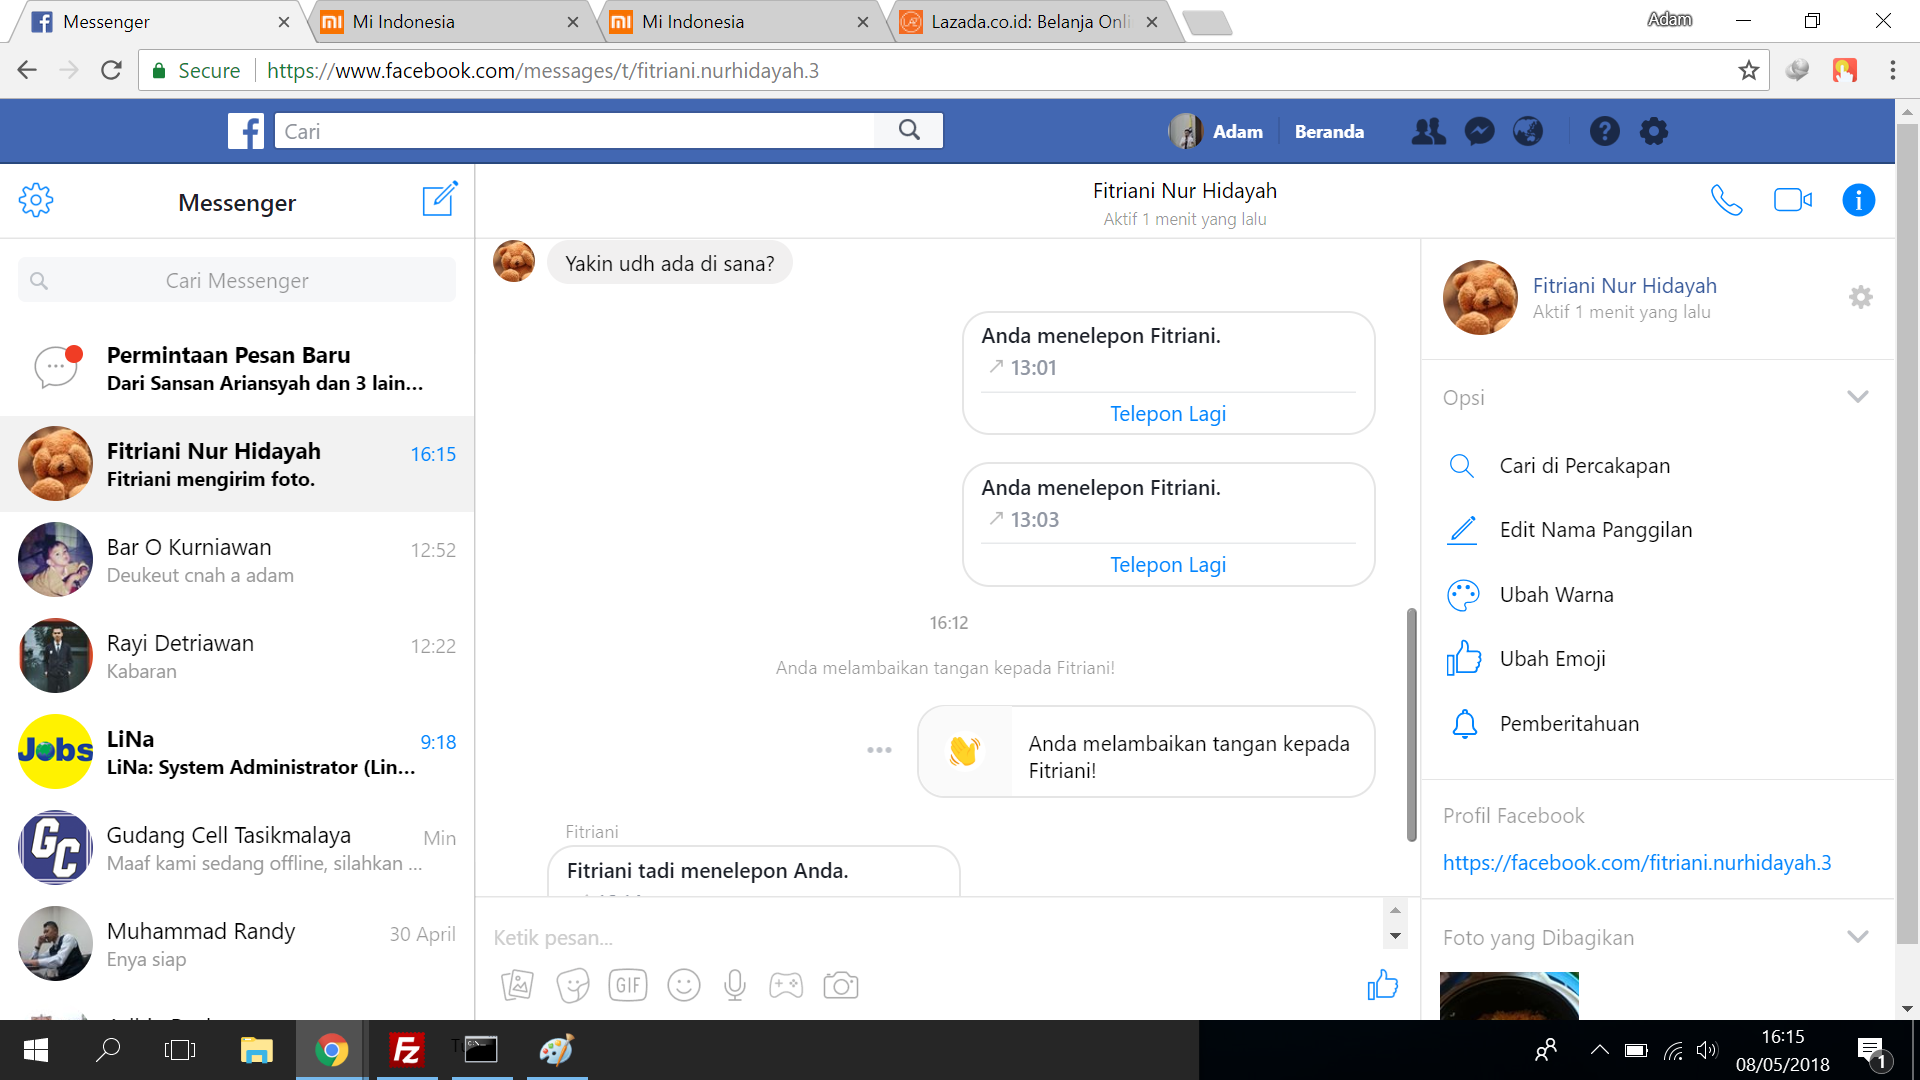 Messenger
Mi Indonesia
Mi Indonesia
Lazada.co.id: Belanja Onli
Adam
Secure
https://www.facebook.com/messages/t/fitriani.nurhidayah.3
Cari
Adam
Beranda
Messenger
Fitriani Nur Hidayah
Aktif 1 menit yang lalu
Cari Messenger
Permintaan Pesan Baru
Dari Sansan Ariansyah dan 3 lain...
Fitriani Nur Hidayah
16:15
Fitriani mengirim foto.
Bar O Kurniawan
12:52
Deukeut cnah a adam
Rayi Detriawan
12:22
Kabaran
Jobs
LiNa
9:18
LiNa: System Administrator (Lin...
GC
Gudang Cell Tasikmalaya
Min
Maaf kami sedang offline, silahkan ...
Muhammad Randy
30 April
Enya siap
Yakin udh ada di sana?
Anda menelepon Fitriani.
13:01
Telepon Lagi
Anda menelepon Fitriani.
13:03
Telepon Lagi
16:12
Anda melambaikan tangan kepada Fitriani!
Anda melambaikan tangan kepada
Fitriani!
Fitriani
Fitriani tadi menelepon Anda.
Ketik pesan...
GIF
Fitriani Nur Hidayah
Aktif 1 menit yang lalu
Opsi
Cari di Percakapan
Edit Nama Panggilan
Ubah Warna
Ubah Emoji
Pemberitahuan
Profil Facebook
https://facebook.com/fitriani.nurhidayah.3
Foto yang Dibagikan
16:15
08/05/2018
1